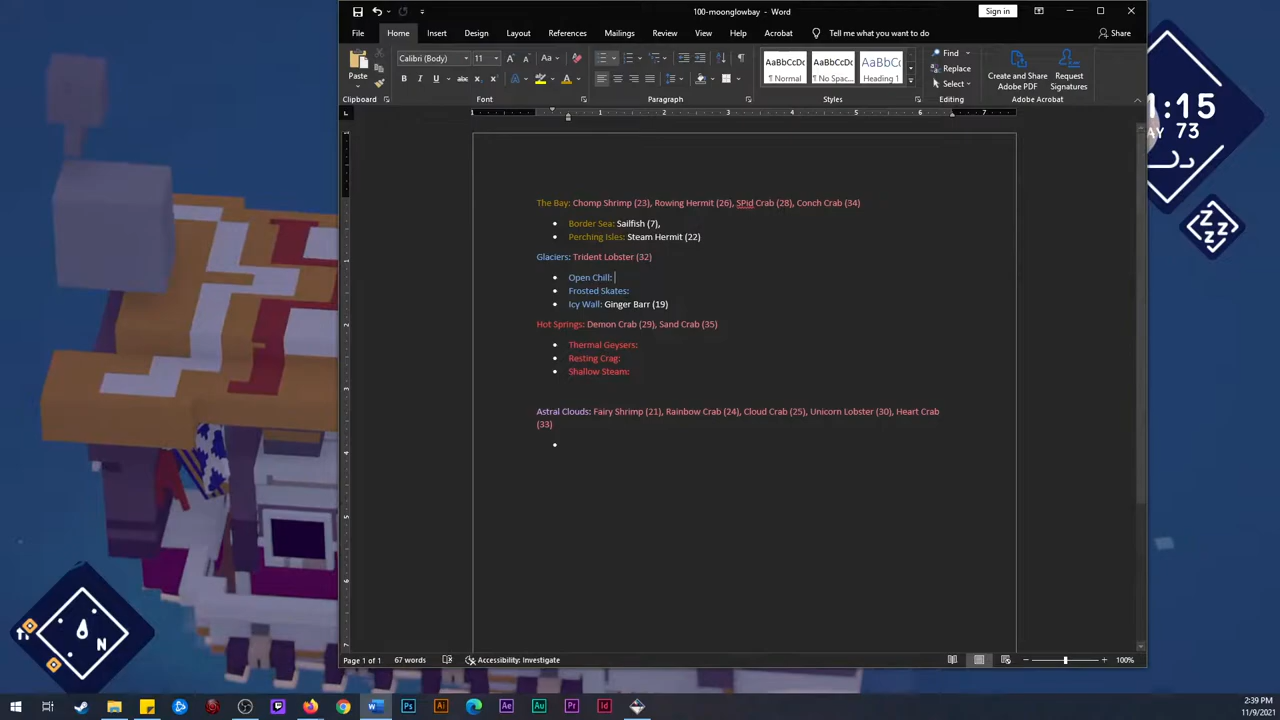 100-moonglowbay - Word
Sign in
File Home Insert Design Layout References Mailings Review View Help Acrobat Tell me what you want to do Share
Calibri (Body) 11
Paste
Clipboard Font Paragraph Styles Editing Adobe Acrobat
AaBbCcDc AaBbCcDc AaBbCc
¶ Normal ¶ No Spac... Heading 1
Find
Replace
Select
Create and Share Adobe PDF
Request Signatures
1:15
AY 73
The Bay: Chomp Shrimp (23), Rowing Hermit (26), SPid Crab (28), Conch Crab (34)
• Border Sea: Sailfish (7),
• Perching Isles: Steam Hermit (22)
Glaciers: Trident Lobster (32)
• Open Chill:
• Frosted Skates:
• Icy Wall: Ginger Barr (19)
Hot Springs: Demon Crab (29), Sand Crab (35)
• Thermal Geysers:
• Resting Crag:
• Shallow Steam:
Astral Clouds: Fairy Shrimp (21), Rainbow Crab (24), Cloud Crab (25), Unicorn Lobster (30), Heart Crab
(33)
•
N
Page 1 of 1 67 words Accessibility: Investigate 100%
2:39 PM
11/9/2021